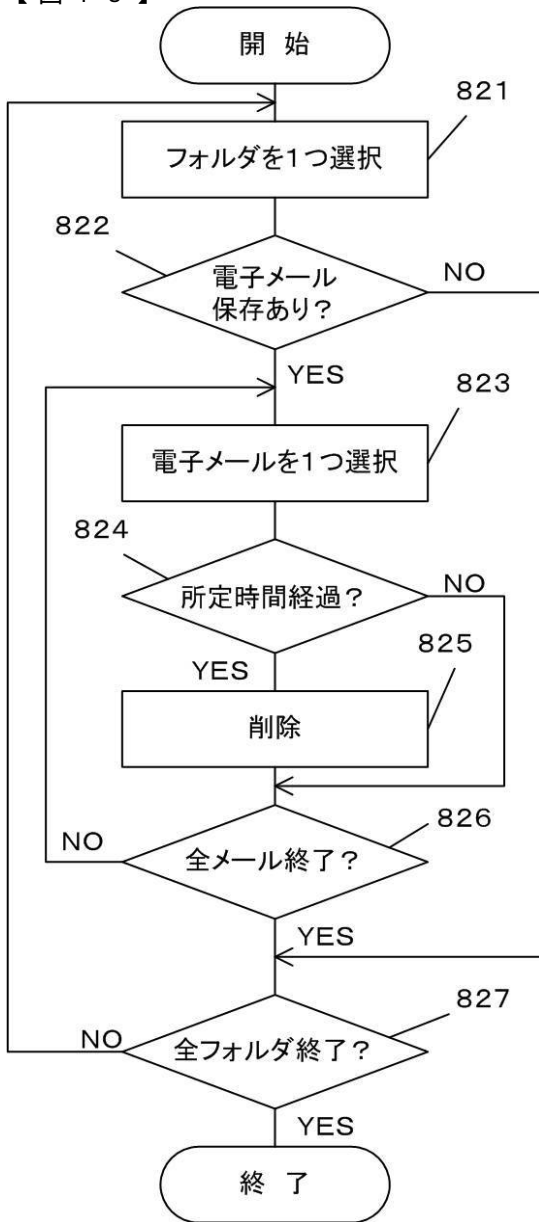 開 始
821
フォルダを1つ選択
822
電子メール
保存あり?
NO
YES
823
電子メールを1つ選択
824
所定時間経過?
NO
YES
825
削除
826
全メール終了?
NO
YES
827
全フォルダ終了?
NO
YES
終 了